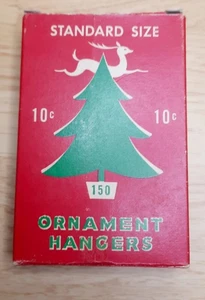 STANDARD SIZE
10¢ 10¢
150
ORNAMENT
HANGERS